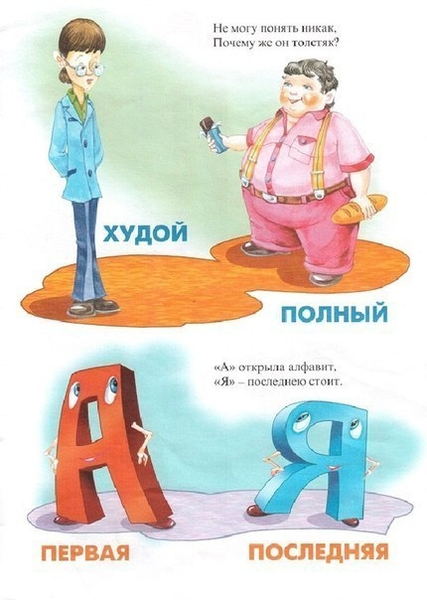 Не могу понять никак,
Почему же он толстяк?
ХУДОЙ
ПОЛНЫЙ
«А» открыла алфавит,
«Я» – последнею стоит.
ПЕРВАЯ
ПОСЛЕДНЯЯ